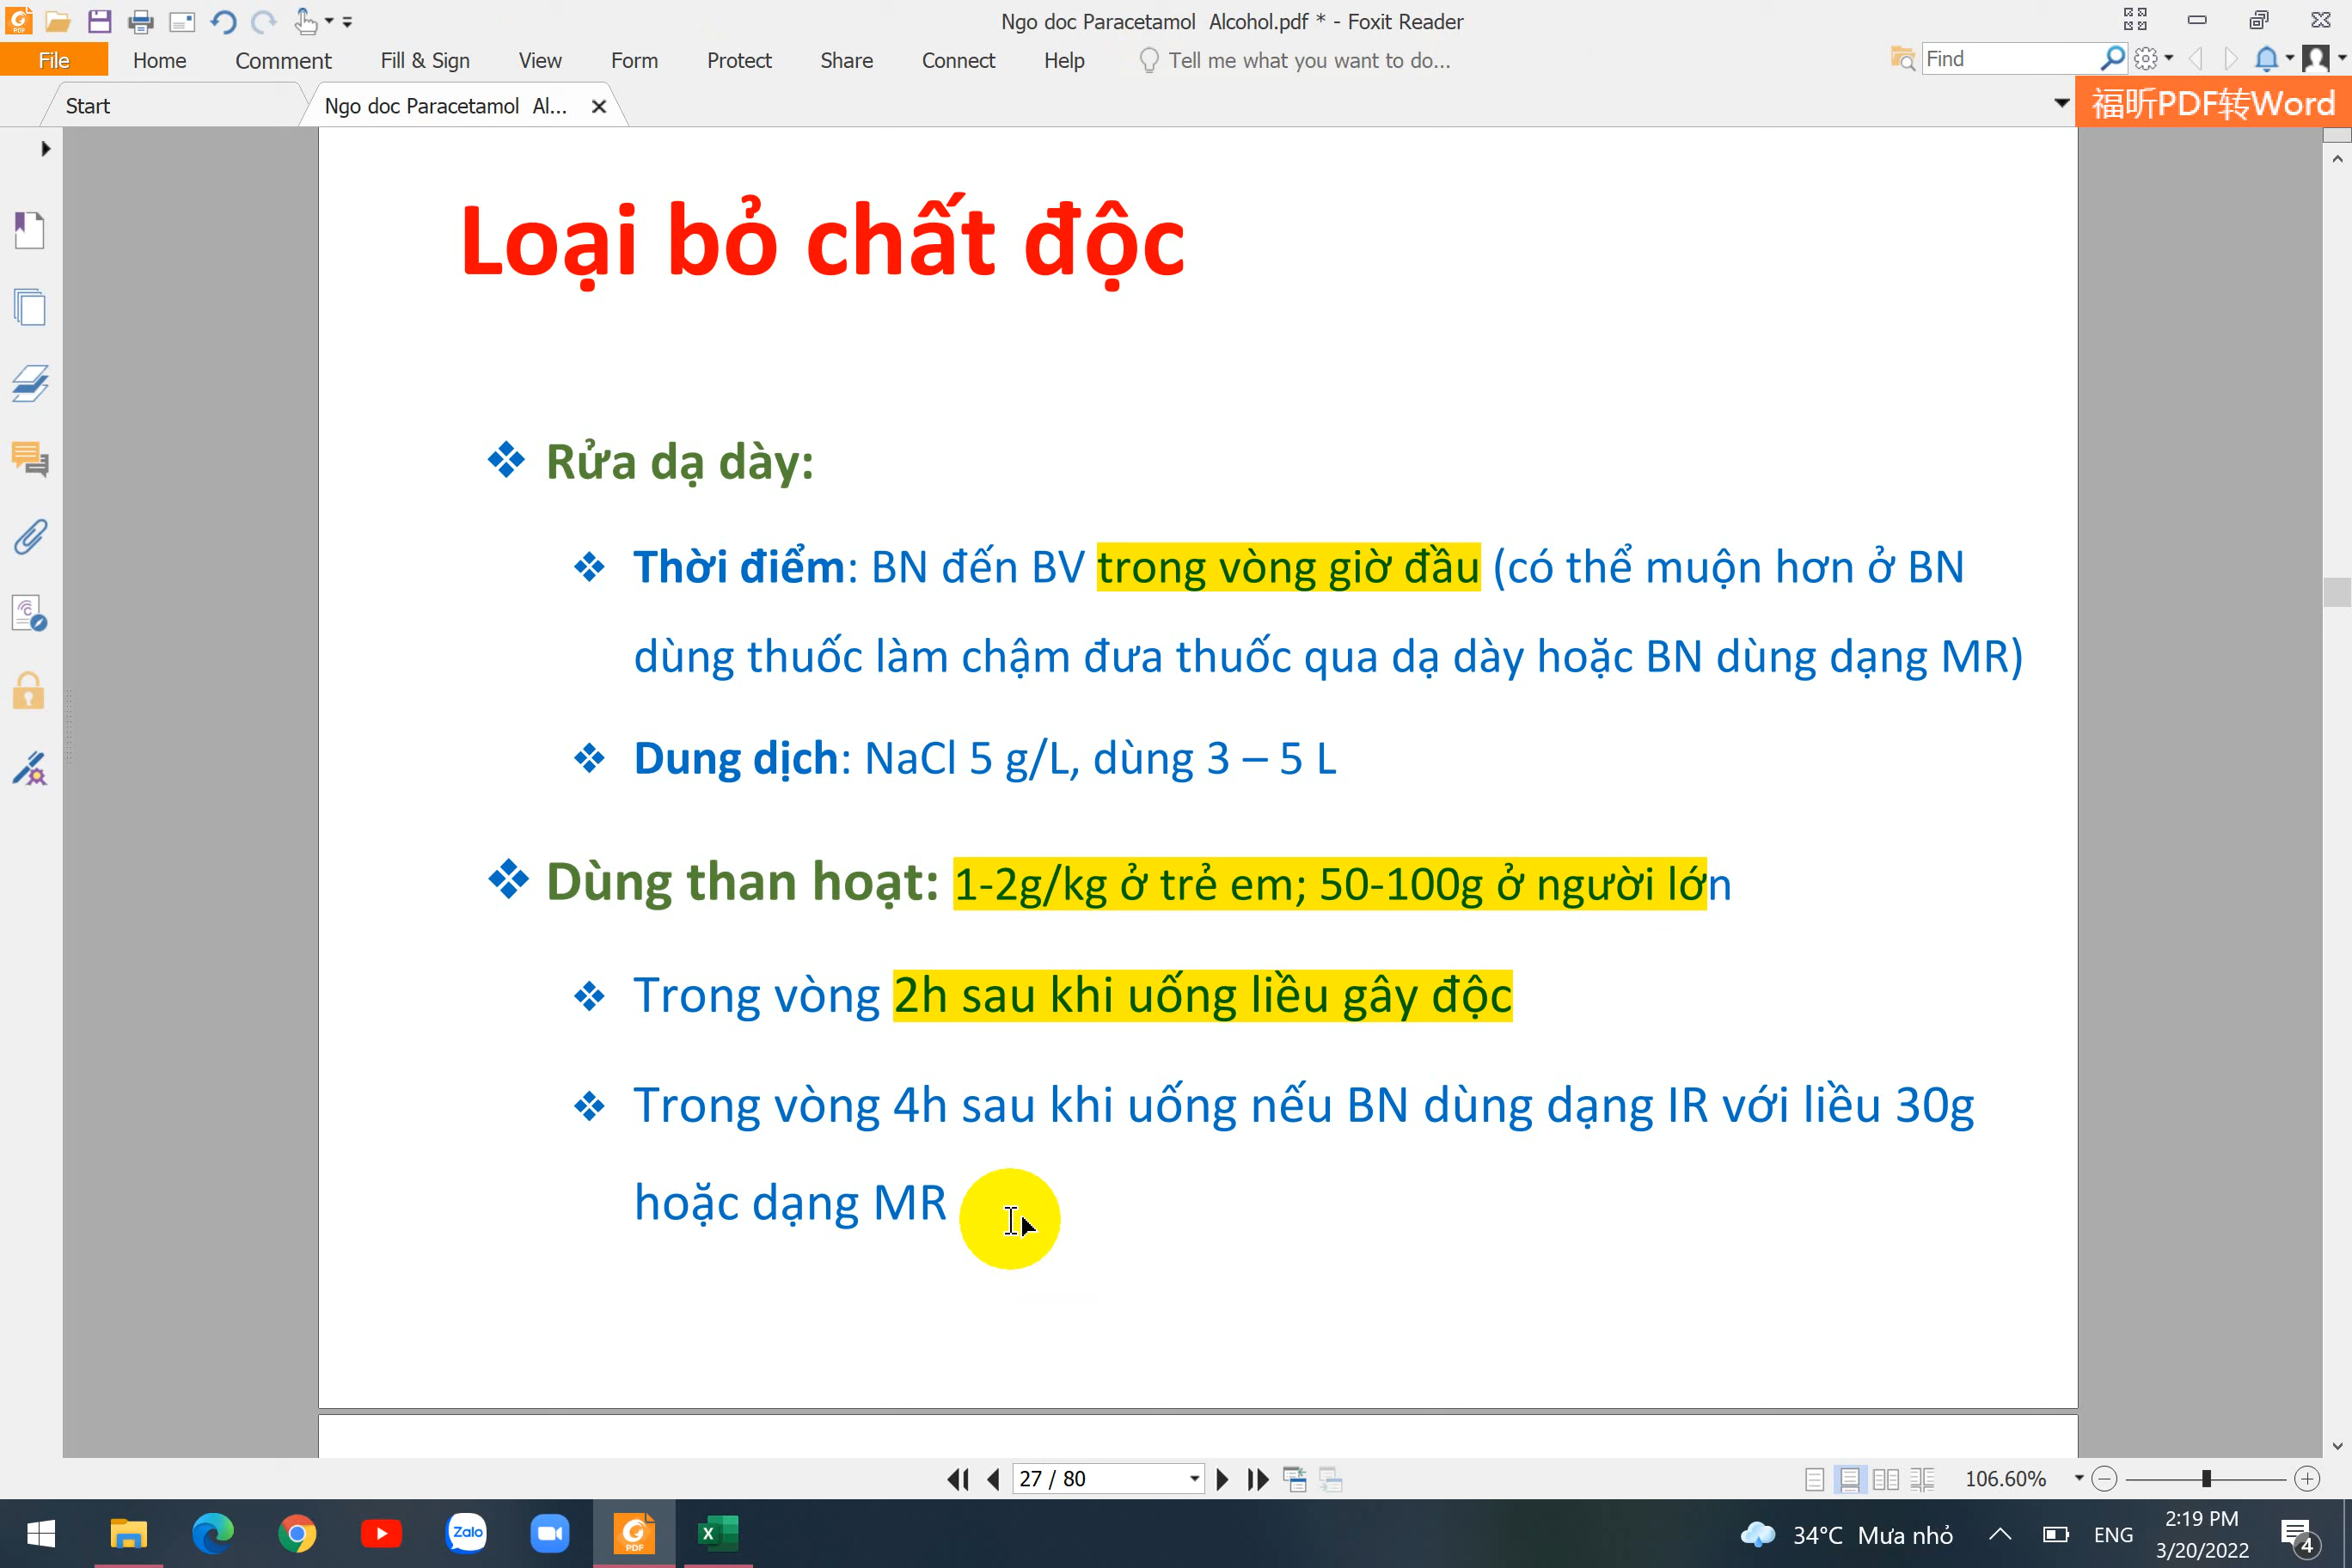 Ngo doc Paracetamol Alcohol.pdf * - Foxit Reader
File Home Comment Fill & Sign View Form Protect Share Connect Help Tell me what you want to do... Find
Start Ngo doc Paracetamol Al... 福昕PDF转Word
Loại bỏ chất độc
Rửa dạ dày:
Thời điểm: BN đến BV trong vòng giờ đầu (có thể muộn hơn ở BN
dùng thuốc làm chậm đưa thuốc qua dạ dày hoặc BN dùng dạng MR)
Dung dịch: NaCl 5 g/L, dùng 3 – 5 L
Dùng than hoạt: 1-2g/kg ở trẻ em; 50-100g ở người lớn
Trong vòng 2h sau khi uống liều gây độc
Trong vòng 4h sau khi uống nếu BN dùng dạng IR với liều 30g
hoặc dạng MR
27 / 80 106.60%
Zalo PDF X 34°C Mưa nhỏ ENG 2:19 PM
3/20/2022 4